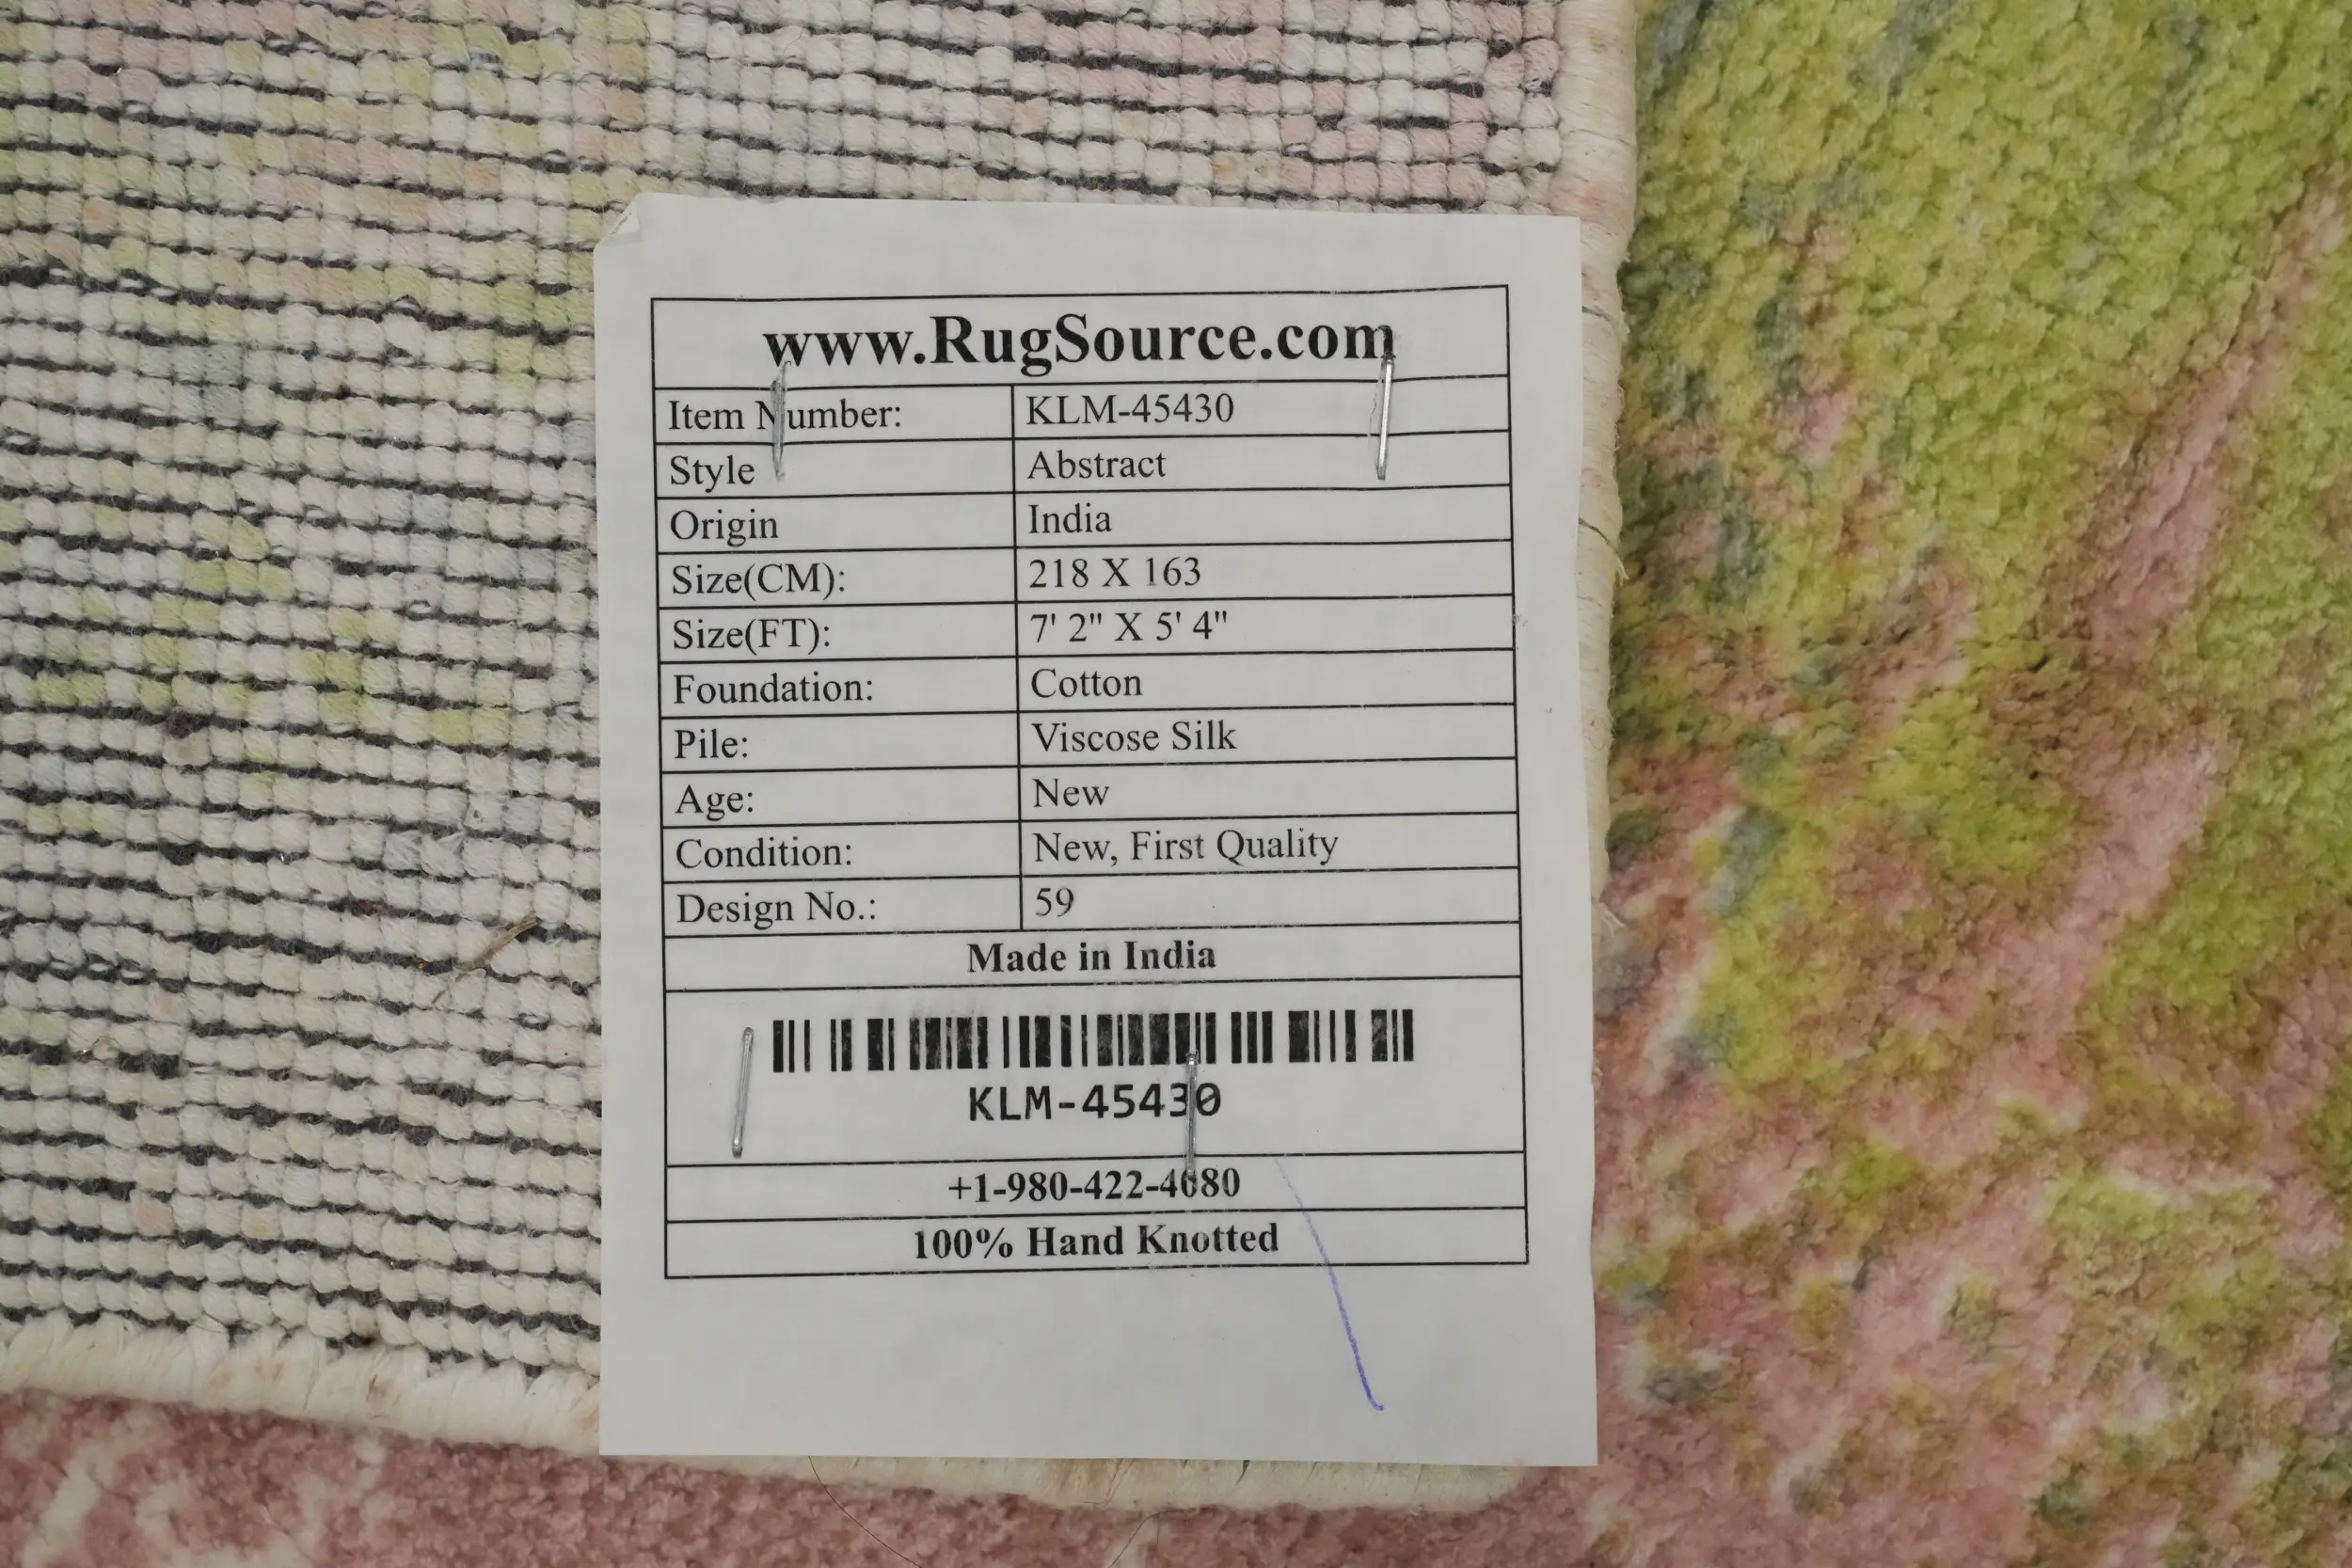 www.RugSource.com
Item Number: KLM-45430
Style Abstract
Origin India
Size(CM): 218 X 163
Size(FT): 7' 2" X 5' 4"
Foundation: Cotton
Pile: Viscose Silk
Age: New
Condition: New, First Quality
Design No.: 59
Made in India
KLM-45430
+1-980-422-4080
100% Hand Knotted